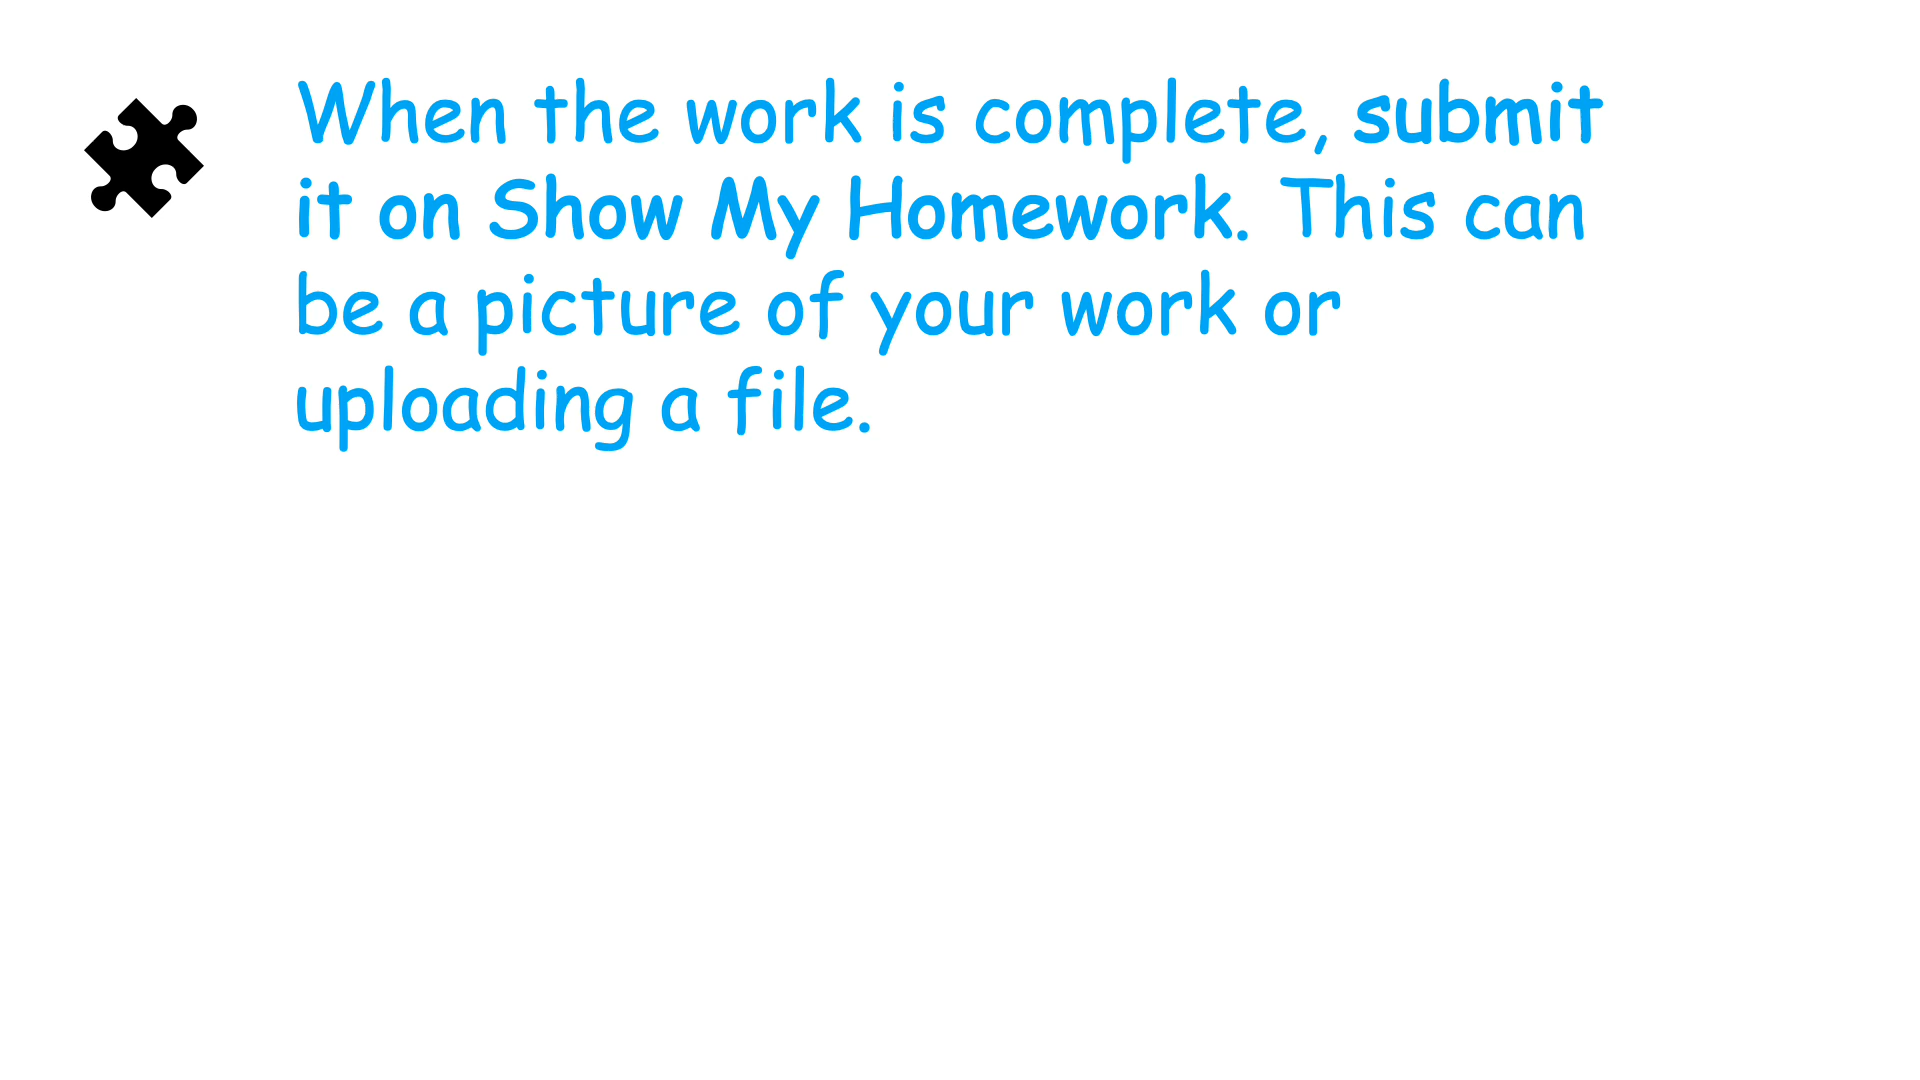 When the work is complete, submit
it on Show My Homework. This can
be a picture of your work or
uploading a file.